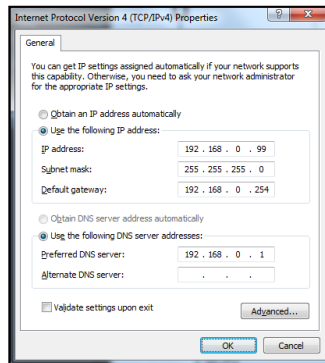 Internet Protocol Version 4 (TCP/IPv4) Properties
General
You can get IP settings assigned automatically if your network supports
this capability. Otherwise, you need to ask your network administrator
for the appropriate IP settings.
Obtain an IP address automatically
Use the following IP address:
IP address: 192 . 168 . 0 . 99
Subnet mask: 255 . 255 . 255 . 0
Default gateway: 192 . 168 . 0 . 254
Obtain DNS server address automatically
Use the following DNS server addresses:
Preferred DNS server: 192 . 168 . 0 . 1
Alternate DNS server: . . .
Validate settings upon exit
Advanced...
OK Cancel